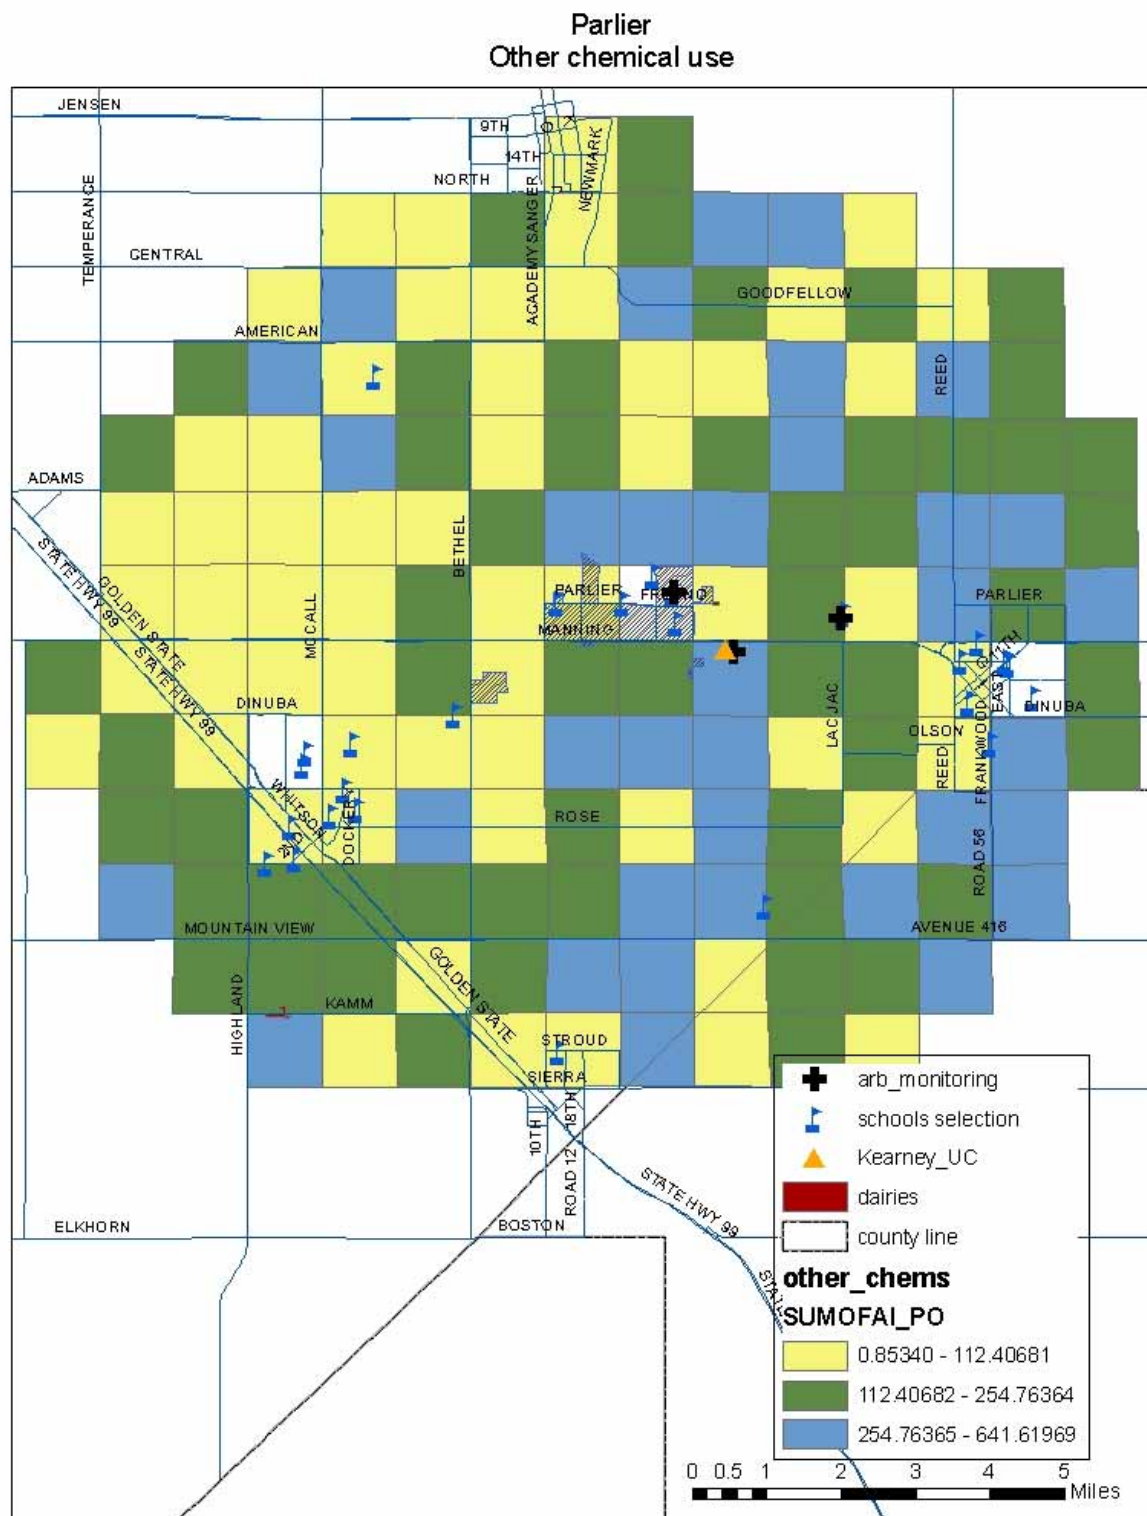 Parlier
Other chemical use
JENSEN
9TH
14TH
NORTH
NEWMARK
TEMPERANCE
ACADEMY SANGER
CENTRAL
GOODFELLOW
AMERICAN
REED
ADAMS
BETHEL
STATE HWY 99
GOLDEN STATE
MCCALL
PARLIER
FRESNO
MANNING
PARLIER
11TH
STATE HWY 99
DINUBA
EAST
DINUBA
LAC JAC
OLSON
REED
FRANKWOOD
WHITSON
DOCKERY
ROSE
ROAD 56
MOUNTAIN VIEW
AVENUE 416
HIGHLAND
GOLDEN STATE
KAMM
STROUD
SIERRA
10TH
18TH
ROAD 12
STATE HWY 99
ELKHORN
BOSTON
arb_monitoring
schools selection
Kearney_UC
dairies
county line
other_chems
SUMOFAI_PO
0.85340 - 112.40681
112.40682 - 254.76364
254.76365 - 641.61969
0 0.5 1 2 3 4 5
Miles